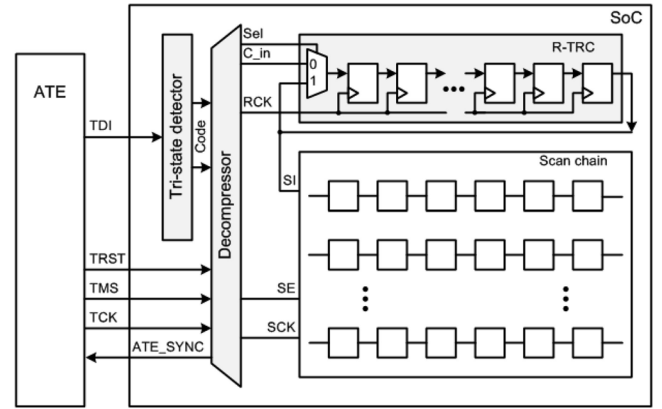 SoC
Sel
C_in
0
1
R-TRC
ATE
Tri-state detector
Code
Decompressor
RCK
TDI
Scan chain
SI
TRST
TMS
SE
TCK
SCK
ATE_SYNC